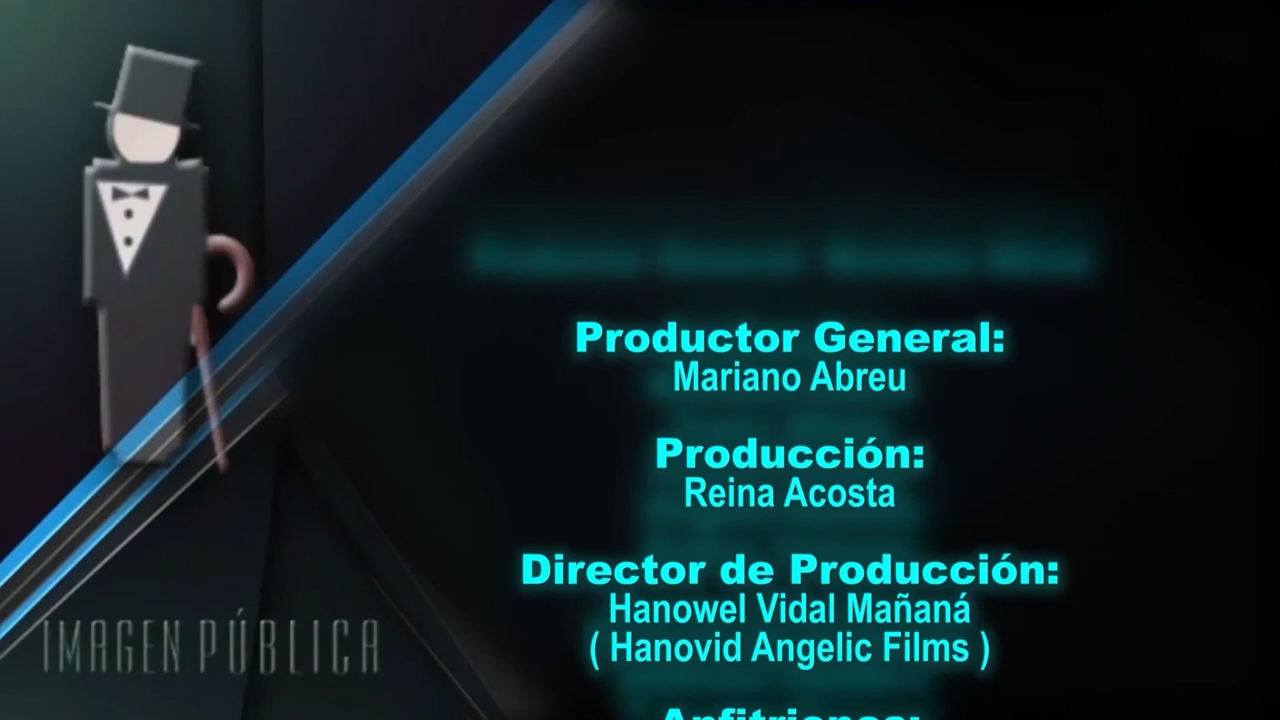 Productor General:
Mariano Abreu
Producción:
Reina Acosta
Director de Producción:
Hanowel Vidal Mañaná
( Hanovid Angelic Films )
IMAGEN PÚBLICA